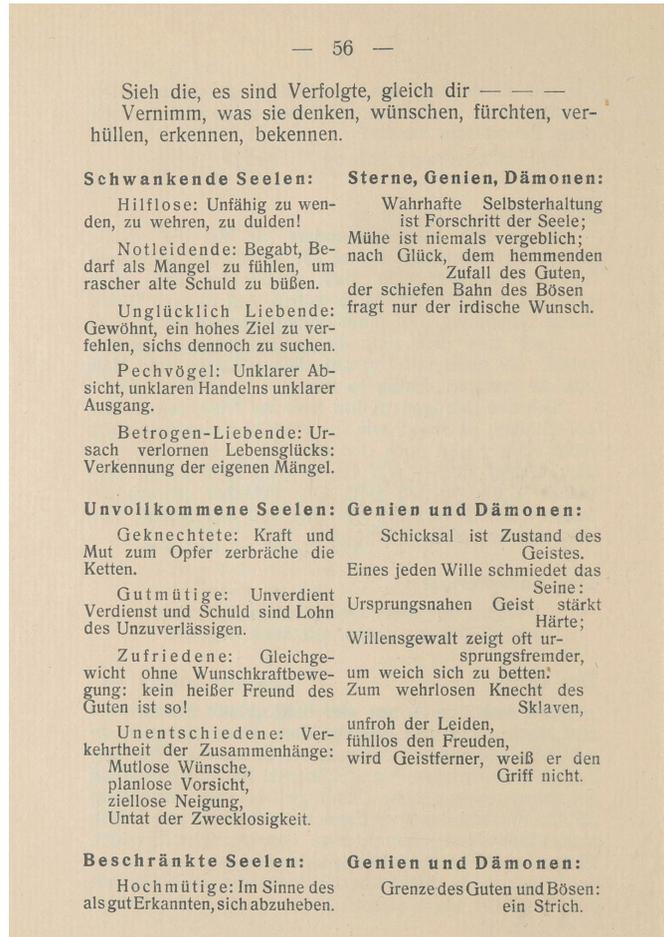 — 56 —
Sieh die, es sind Verfolgte, gleich dir — — —
Vernimm, was sie denken, wünschen, fürchten, ver-
hüllen, erkennen, bekennen.
Schwankende Seelen:
Hilflose: Unfähig zu wen-
den, zu wehren, zu dulden!
Notleidende: Begabt, Be-
darf als Mangel zu fühlen, um
rascher alte Schuld zu büßen.
Unglücklich Liebende:
Gewöhnt, ein hohes Ziel zu ver-
fehlen, sichs dennoch zu suchen.
Pechvögel: Unklarer Ab-
sicht, unklaren Handelns unklarer
Ausgang.
Betrogen-Liebende: Ur-
sach verlornen Lebensglücks:
Verkennung der eigenen Mängel.
Sterne, Genien, Dämonen:
Wahrhafte Selbsterhaltung
ist Forschritt der Seele;
Mühe ist niemals vergeblich;
nach Glück, dem hemmenden
Zufall des Guten,
der schiefen Bahn des Bösen
fragt nur der irdische Wunsch.
Unvollkommene Seelen:
Geknechtete: Kraft und
Mut zum Opfer zerbräche die
Ketten.
Gutmütige: Unverdient
Verdienst und Schuld sind Lohn
des Unzuverlässigen.
Zufriedene: Gleichge-
wicht ohne Wunschkraftbewe-
gung: kein heißer Freund des
Guten ist so!
Unentschiedene: Ver-
kehrtheit der Zusammenhänge:
Mutlose Wünsche,
planlose Vorsicht,
ziellose Neigung,
Untat der Zwecklosigkeit.
Genien und Dämonen:
Schicksal ist Zustand des
Geistes.
Eines jeden Wille schmiedet das
Seine:
Ursprungsnahen Geist stärkt
Härte;
Willensgewalt zeigt oft ur-
sprungsfremder,
um weich sich zu betten:
Zum wehrlosen Knecht des
Sklaven,
unfroh der Leiden,
fühllos den Freuden,
wird Geistferner, weiß er den
Griff nicht.
Beschränkte Seelen:
Hochmütige: Im Sinne des
als gut Erkannten, sich abzuheben.
Genien und Dämonen:
Grenze des Guten und Bösen:
ein Strich.